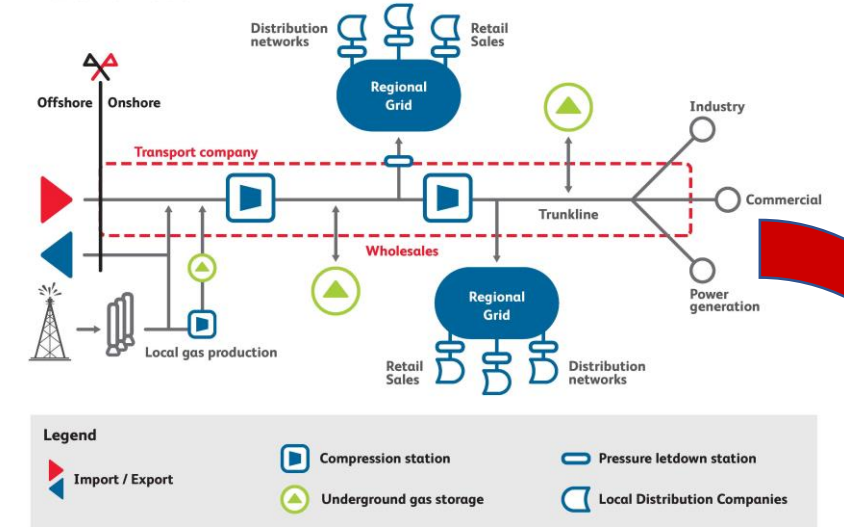 Distribution
networks
Retail
Sales
Regional
Grid
Offshore
Onshore
Industry
Transport company
Commercial
Trunkline
Wholesales
Regional
Grid
Power
generation
Local gas production
Retail
Sales
Distribution
networks
Legend
Import / Export
Compression station
Pressure letdown station
Underground gas storage
Local Distribution Companies